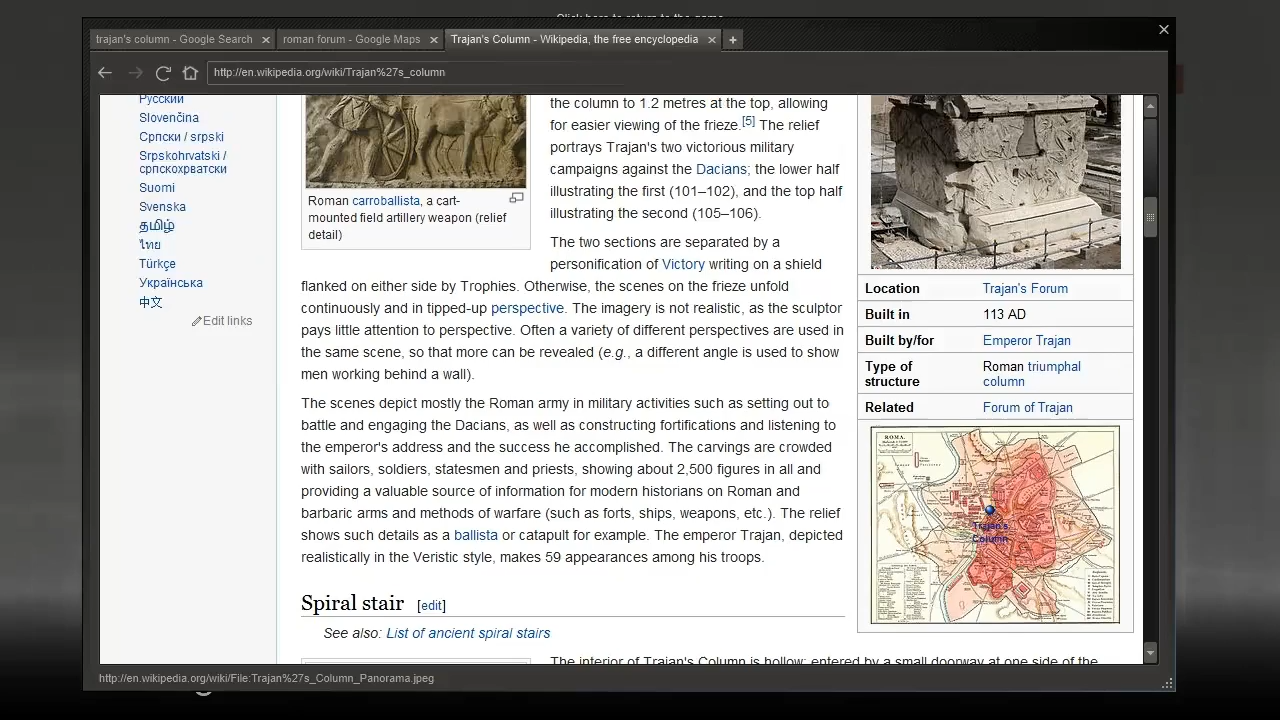 trajan's column - Google Search
roman forum - Google Maps
Trajan's Column - Wikipedia, the free encyclopedia
http://en.wikipedia.org/wiki/Trajan%27s_column
Русский
Slovenčina
Српски / srpski
Srpskohrvatski /
српскохрватски
Suomi
Svenska
தமிழ்
ไทย
Türkçe
Українська
中文
Edit links
Roman carroballista, a cart-
mounted field artillery weapon (relief
detail)
the column to 1.2 metres at the top, allowing
for easier viewing of the frieze.[5] The relief
portrays Trajan's two victorious military
campaigns against the Dacians; the lower half
illustrating the first (101–102), and the top half
illustrating the second (105–106).
The two sections are separated by a
personification of Victory writing on a shield
flanked on either side by Trophies. Otherwise, the scenes on the frieze unfold
continuously and in tipped-up perspective. The imagery is not realistic, as the sculptor
pays little attention to perspective. Often a variety of different perspectives are used in
the same scene, so that more can be revealed (e.g., a different angle is used to show
men working behind a wall).
The scenes depict mostly the Roman army in military activities such as setting out to
battle and engaging the Dacians, as well as constructing fortifications and listening to
the emperor's address and the success he accomplished. The carvings are crowded
with sailors, soldiers, statesmen and priests, showing about 2,500 figures in all and
providing a valuable source of information for modern historians on Roman and
barbaric arms and methods of warfare (such as forts, ships, weapons, etc.). The relief
shows such details as a ballista or catapult for example. The emperor Trajan, depicted
realistically in the Veristic style, makes 59 appearances among his troops.
Spiral stair [edit]
See also: List of ancient spiral stairs
The interior of Trajan's Column is hollow: entered by a small doorway at one side of the
Location Trajan's Forum
Built in 113 AD
Built by/for Emperor Trajan
Type of structure Roman triumphal column
Related Forum of Trajan
ROMA.
Trajan's
Column
http://en.wikipedia.org/wiki/File:Trajan%27s_Column_Panorama.jpeg